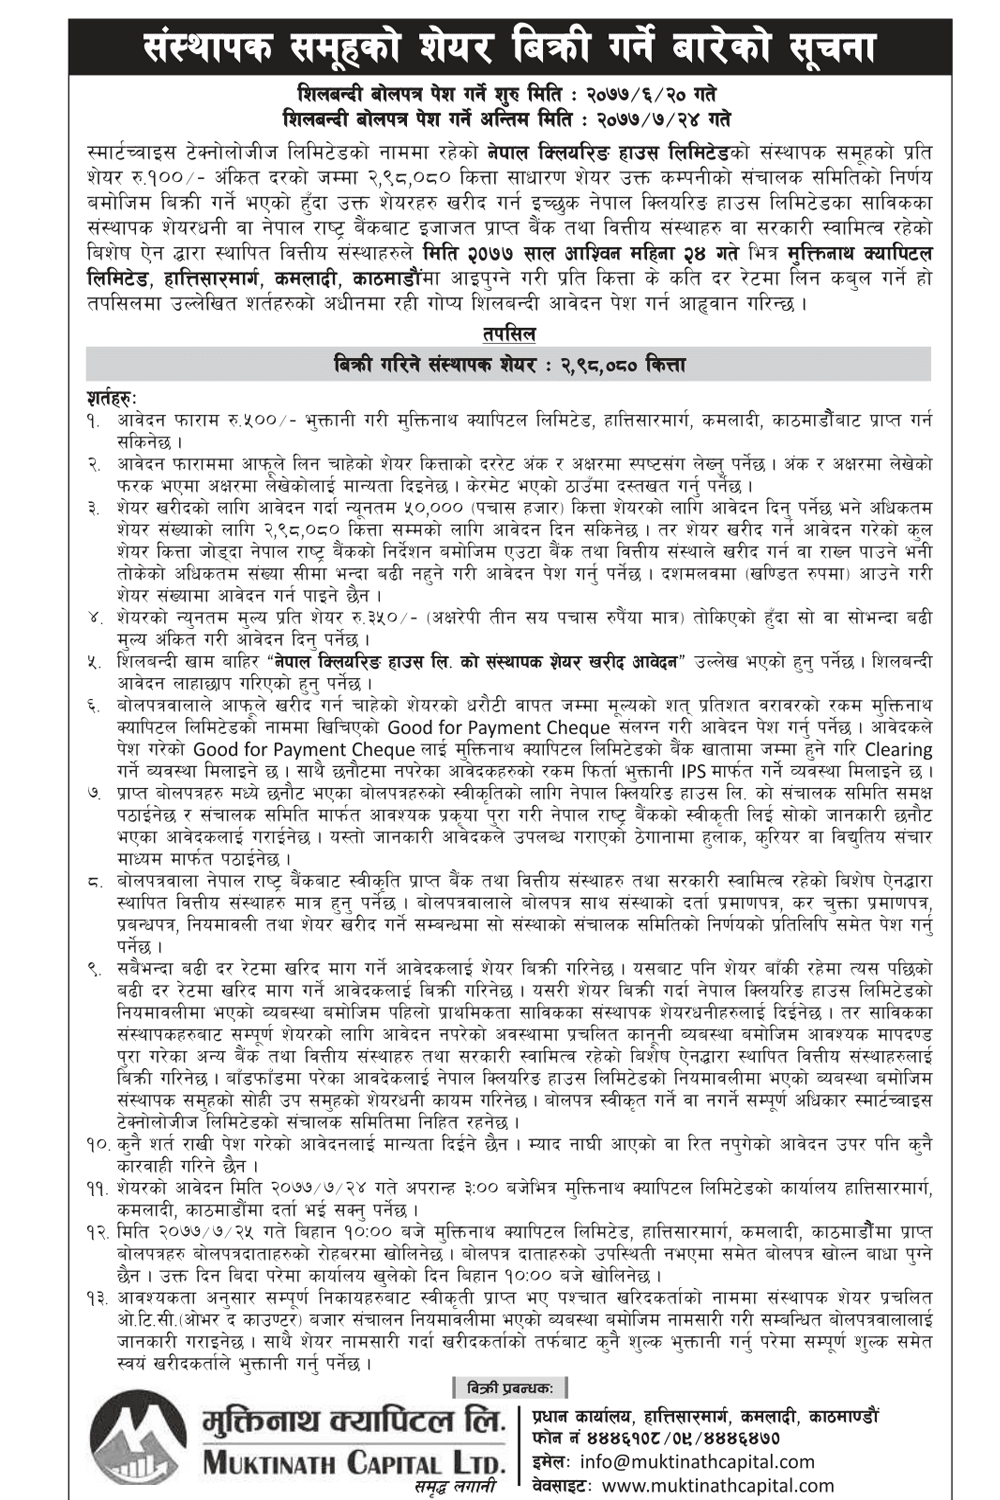 संस्थापक समूहको शेयर बिक्री गर्ने बारेको सूचना
शिलबन्दी बोलपत्र पेश गर्ने शुरु मिति : २०७७/६/२० गते
शिलबन्दी बोलपत्र पेश गर्ने अन्तिम मिति : २०७७/७/२४ गते
स्मार्टच्वाइस टेक्नोलोजीज लिमिटेडको नाममा रहेको नेपाल क्लियरिङ हाउस लिमिटेडको संस्थापक समूहको प्रति
शेयर रु.१००/- अंकित दरको जम्मा २,९८,०८० कित्ता साधारण शेयर उक्त कम्पनीको संचालक समितिको निर्णय
बमोजिम बिक्री गर्ने भएको हुँदा उक्त शेयरहरु खरीद गर्न इच्छुक नेपाल क्लियरिङ हाउस लिमिटेडका साविकका
संस्थापक शेयरधनी वा नेपाल राष्ट्र बैंकबाट इजाजत प्राप्त बैंक तथा वित्तीय संस्थाहरु वा सरकारी स्वामित्व रहेको
बिशेष ऐन द्धारा स्थापित वित्तीय संस्थाहरुले मिति २०७७ साल आश्विन महिना २४ गते भित्र मुक्तिनाथ क्यापिटल
लिमिटेड, हात्तिसारमार्ग, कमलादी, काठमाडौंमा आइपुग्ने गरी प्रति कित्ता के कति दर रेटमा लिन कबुल गर्ने हो
तपसिलमा उल्लेखित शर्तहरुको अधीनमा रही गोप्य शिलबन्दी आवेदन पेश गर्न आह्वान गरिन्छ ।
तपसिल
बिक्री गरिने संस्थापक शेयर : २,९८,०८० कित्ता
शर्तहरु:
१. आवेदन फाराम रु.५००/- भुक्तानी गरी मुक्तिनाथ क्यापिटल लिमिटेड, हात्तिसारमार्ग, कमलादी, काठमाडौंबाट प्राप्त गर्न
सकिनेछ ।
२. आवेदन फाराममा आफूले लिन चाहेको शेयर कित्ताको दररेट अंक र अक्षरमा स्पष्टसंग लेख्नु पर्नेछ । अंक र अक्षरमा लेखेको
फरक भएमा अक्षरमा लेखेकोलाई मान्यता दिइनेछ । केरमेट भएको ठाउँमा दस्तखत गर्नु पर्नेछ ।
३. शेयर खरीदको लागि आवेदन गर्दा न्यूनतम ५०,००० (पचास हजार) कित्ता शेयरको लागि आवेदन दिनु पर्नेछ भने अधिकतम
शेयर संख्याको लागि २,९८,०८० कित्ता सम्मको लागि आवेदन दिन सकिनेछ । तर शेयर खरीद गर्न आवेदन गरेको कुल
शेयर कित्ता जोड्दा नेपाल राष्ट्र बैंकको निर्देशन बमोजिम एउटा बैंक तथा वित्तीय संस्थाले खरीद गर्न वा राख्न पाउने भनी
तोकेको अधिकतम संख्या सीमा भन्दा बढी नहुने गरी आवेदन पेश गर्नु पर्नेछ । दशमलवमा (खण्डित रुपमा) आउने गरी
शेयर संख्यामा आवेदन गर्न पाइने छैन ।
४. शेयरको न्युनतम मुल्य प्रति शेयर रु.३५०/- (अक्षरेपी तीन सय पचास रुपैंया मात्र) तोकिएको हुँदा सो वा सोभन्दा बढी
मुल्य अंकित गरी आवेदन दिनु पर्नेछ ।
५. शिलबन्दी खाम बाहिर “नेपाल क्लियरिङ हाउस लि. को संस्थापक शेयर खरीद आवेदन” उल्लेख भएको हुनु पर्नेछ । शिलबन्दी
आवेदन लाहाछाप गरिएको हुनु पर्नेछ ।
६. बोलपत्रवालाले आफूले खरीद गर्न चाहेको शेयरको धरौटी वापत जम्मा मूल्यको शत् प्रतिशत वरावरको रकम मुक्तिनाथ
क्यापिटल लिमिटेडको नाममा खिचिएको Good for Payment Cheque संलग्न गरी आवेदन पेश गर्नु पर्नेछ । आवेदकले
पेश गरेको Good for Payment Cheque लाई मुक्तिनाथ क्यापिटल लिमिटेडको बैंक खातामा जम्मा हुने गरि Clearing
गर्ने व्यवस्था मिलाइने छ । साथै छनौटमा नपरेका आवेदकहरुको रकम फिर्ता भुक्तानी IPS मार्फत गर्ने व्यवस्था मिलाइने छ ।
७. प्राप्त बोलपत्रहरु मध्ये छनौट भएका बोलपत्रहरुको स्वीकृतिको लागि नेपाल क्लियरिङ हाउस लि. को संचालक समिति समक्ष
पठाईनेछ र संचालक समिति मार्फत आवश्यक प्रकृया पुरा गरी नेपाल राष्ट्र बैंकको स्वीकृती लिई सोको जानकारी छनौट
भएका आवेदकलाई गराईनेछ । यस्तो जानकारी आवेदकले उपलब्ध गराएको ठेगानामा हुलाक, कुरियर वा विद्युतिय संचार
माध्यम मार्फत पठाईनेछ ।
८. बोलपत्रवाला नेपाल राष्ट्र बैंकबाट स्वीकृति प्राप्त बैंक तथा वित्तीय संस्थाहरु तथा सरकारी स्वामित्व रहेको बिशेष ऐनद्धारा
स्थापित वित्तीय संस्थाहरु मात्र हुनु पर्नेछ । बोलपत्रवालाले बोलपत्र साथ संस्थाको दर्ता प्रमाणपत्र, कर चुक्ता प्रमाणपत्र,
प्रबन्धपत्र, नियमावली तथा शेयर खरीद गर्ने सम्बन्धमा सो संस्थाको संचालक समितिको निर्णयको प्रतिलिपि समेत पेश गर्नु
पर्नेछ ।
९. सबैभन्दा बढी दर रेटमा खरिद माग गर्ने आवेदकलाई शेयर बिक्री गरिनेछ । यसबाट पनि शेयर बाँकी रहेमा त्यस पछिको
बढी दर रेटमा खरिद माग गर्ने आवेदकलाई बिक्री गरिनेछ । यसरी शेयर बिक्री गर्दा नेपाल क्लियरिङ हाउस लिमिटेडको
नियमावलीमा भएको व्यबस्था बमोजिम पहिलो प्राथमिकता साविकका संस्थापक शेयरधनीहरुलाई दिईनेछ । तर साविकका
संस्थापकहरुबाट सम्पूर्ण शेयरको लागि आवेदन नपरेको अवस्थामा प्रचलित कानूनी व्यबस्था बमोजिम आवश्यक मापदण्ड
पुरा गरेका अन्य बैंक तथा वित्तीय संस्थाहरु तथा सरकारी स्वामित्व रहेको बिशेष ऐनद्धारा स्थापित वित्तीय संस्थाहरुलाई
बिक्री गरिनेछ । बाँडफाँडमा परेका आवदेकलाई नेपाल क्लियरिङ हाउस लिमिटेडको नियमावलीमा भएको ब्यबस्था बमोजिम
संस्थापक समुहको सोही उप समुहको शेयरधनी कायम गरिनेछ । बोलपत्र स्वीकृत गर्ने वा नगर्ने सम्पूर्ण अधिकार स्मार्टच्वाइस
टेक्नोलोजीज लिमिटेडको संचालक समितिमा निहित रहनेछ ।
१०. कुनै शर्त राखी पेश गरेको आवेदनलाई मान्यता दिईने छैन । म्याद नाघी आएको वा रित नपुगेको आवेदन उपर पनि कुनै
कारवाही गरिने छैन ।
११. शेयरको आवेदन मिति २०७७/७/२४ गते अपरान्ह ३:०० बजेभित्र मुक्तिनाथ क्यापिटल लिमिटेडको कार्यालय हात्तिसारमार्ग,
कमलादी, काठमाडौंमा दर्ता भई सक्नु पर्नेछ ।
१२. मिति २०७७/७/२५ गते बिहान १०:०० बजे मुक्तिनाथ क्यापिटल लिमिटेड, हात्तिसारमार्ग, कमलादी, काठमाडौंमा प्राप्त
बोलपत्रहरु बोलपत्रदाताहरुको रोहबरमा खोलिनेछ । बोलपत्र दाताहरुको उपस्थिती नभएमा समेत बोलपत्र खोल्न बाधा पुग्ने
छैन । उक्त दिन बिदा परेमा कार्यालय खुलेको दिन बिहान १०:०० बजे खोलिनेछ ।
१३. आवश्यकता अनुसार सम्पूर्ण निकायहरुबाट स्वीकृती प्राप्त भए पश्चात खरिदकर्ताको नाममा संस्थापक शेयर प्रचलित
ओ.टि.सी.(ओभर द काउण्टर) बजार संचालन नियमावलीमा भएको ब्यवस्था बमोजिम नामसारी गरी सम्बन्धित बोलपत्रवालालाई
जानकारी गराइनेछ । साथै शेयर नामसारी गर्दा खरीदकर्ताको तर्फबाट कुनै शुल्क भुक्तानी गर्नु परेमा सम्पूर्ण शुल्क समेत
स्वयं खरीदकर्ताले भुक्तानी गर्नु पर्नेछ ।
बिक्री प्रबन्धक:
मुक्तिनाथ क्यापिटल लि.
MUKTINATH CAPITAL LTD.
समृद्ध लगानी
प्रधान कार्यालय, हात्तिसारमार्ग, कमलादी, काठमाण्डौं
फोन नं ४४४६१०८/०१/४४४६४७०
इमेल: info@muktinathcapital.com
वेवसाइट: www.muktinathcapital.com